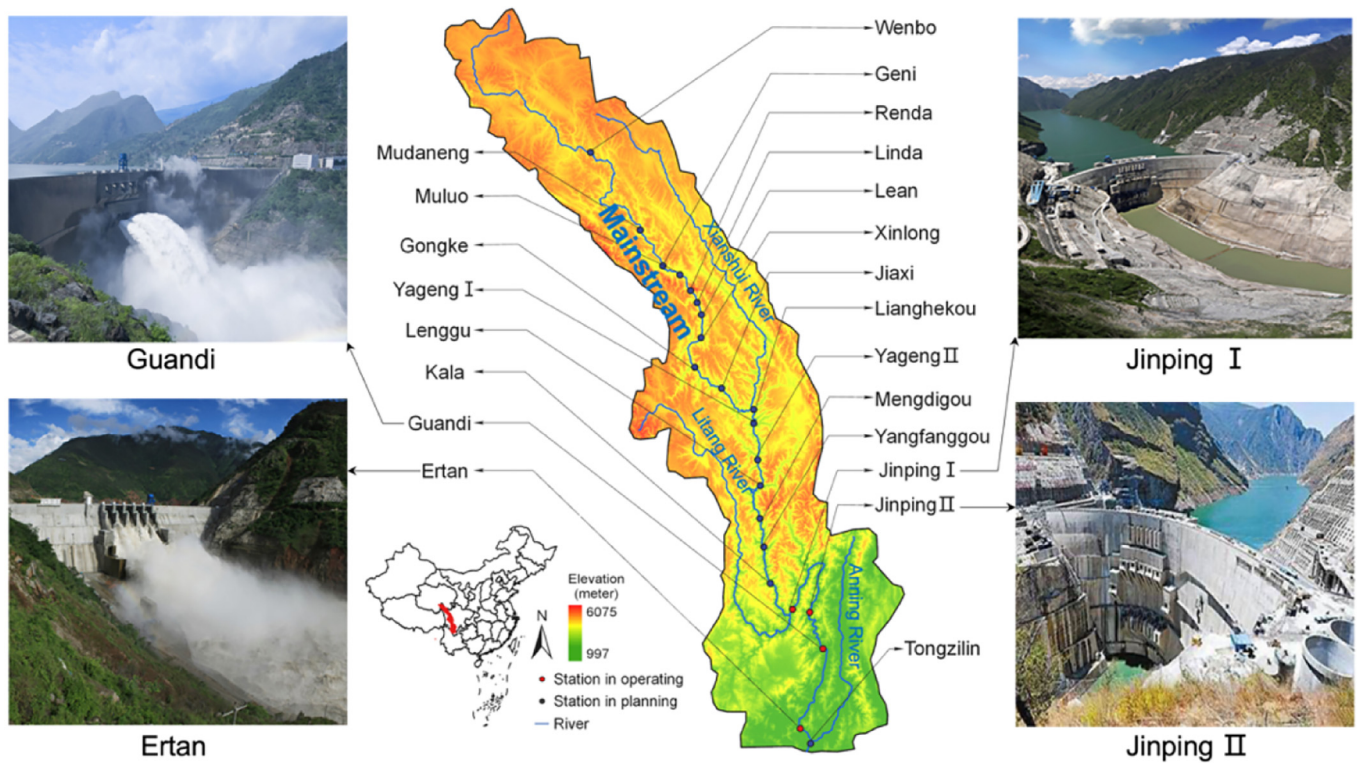 Guandi
Ertan
Mudaneng
Muluo
Gongke
Yageng Ⅰ
Lenggu
Kala
Guandi
Ertan
Wenbo
Geni
Renda
Linda
Lean
Xinlong
Jiaxi
Lianghekou
Yageng Ⅱ
Mengdigou
Yangfanggou
Jinping Ⅰ
Jinping Ⅱ
Tongzilin
Mainstream
Xianshui River
Litang River
Anning River
Elevation
(meter)
6075
997
N
Station in operating
Station in planning
River
Jinping Ⅰ
Jinping Ⅱ